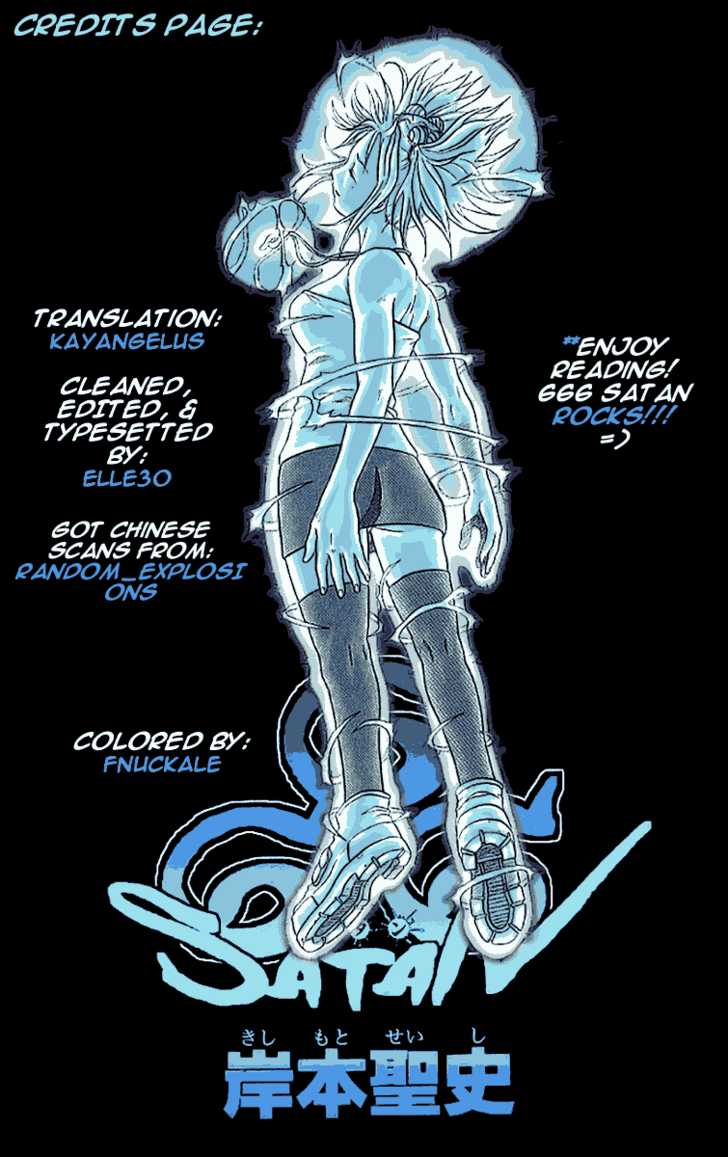 CREDITS PAGE:
TRANSLATION:
KAYANGELUS
CLEANED,
EDITED, &
TYPESETTED
BY:
ELLE30
GOT CHINESE
SCANS FROM:
RANDOM_EXPLOSI
ONS
COLORED BY:
FNUCKALE
**ENJOY
READING!
666 SATAN
ROCKS!!!
=)
SATAN
きし もと せい し
岸本聖史